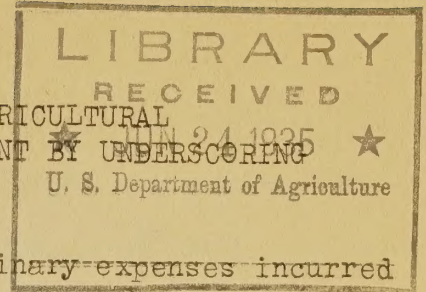 LIBRARY
RECEIVED
RICULTURAL
★ JUN 24 1935 ★
NT BY UNDERSCORING
U. S. Department of Agriculture
inary expenses incurred